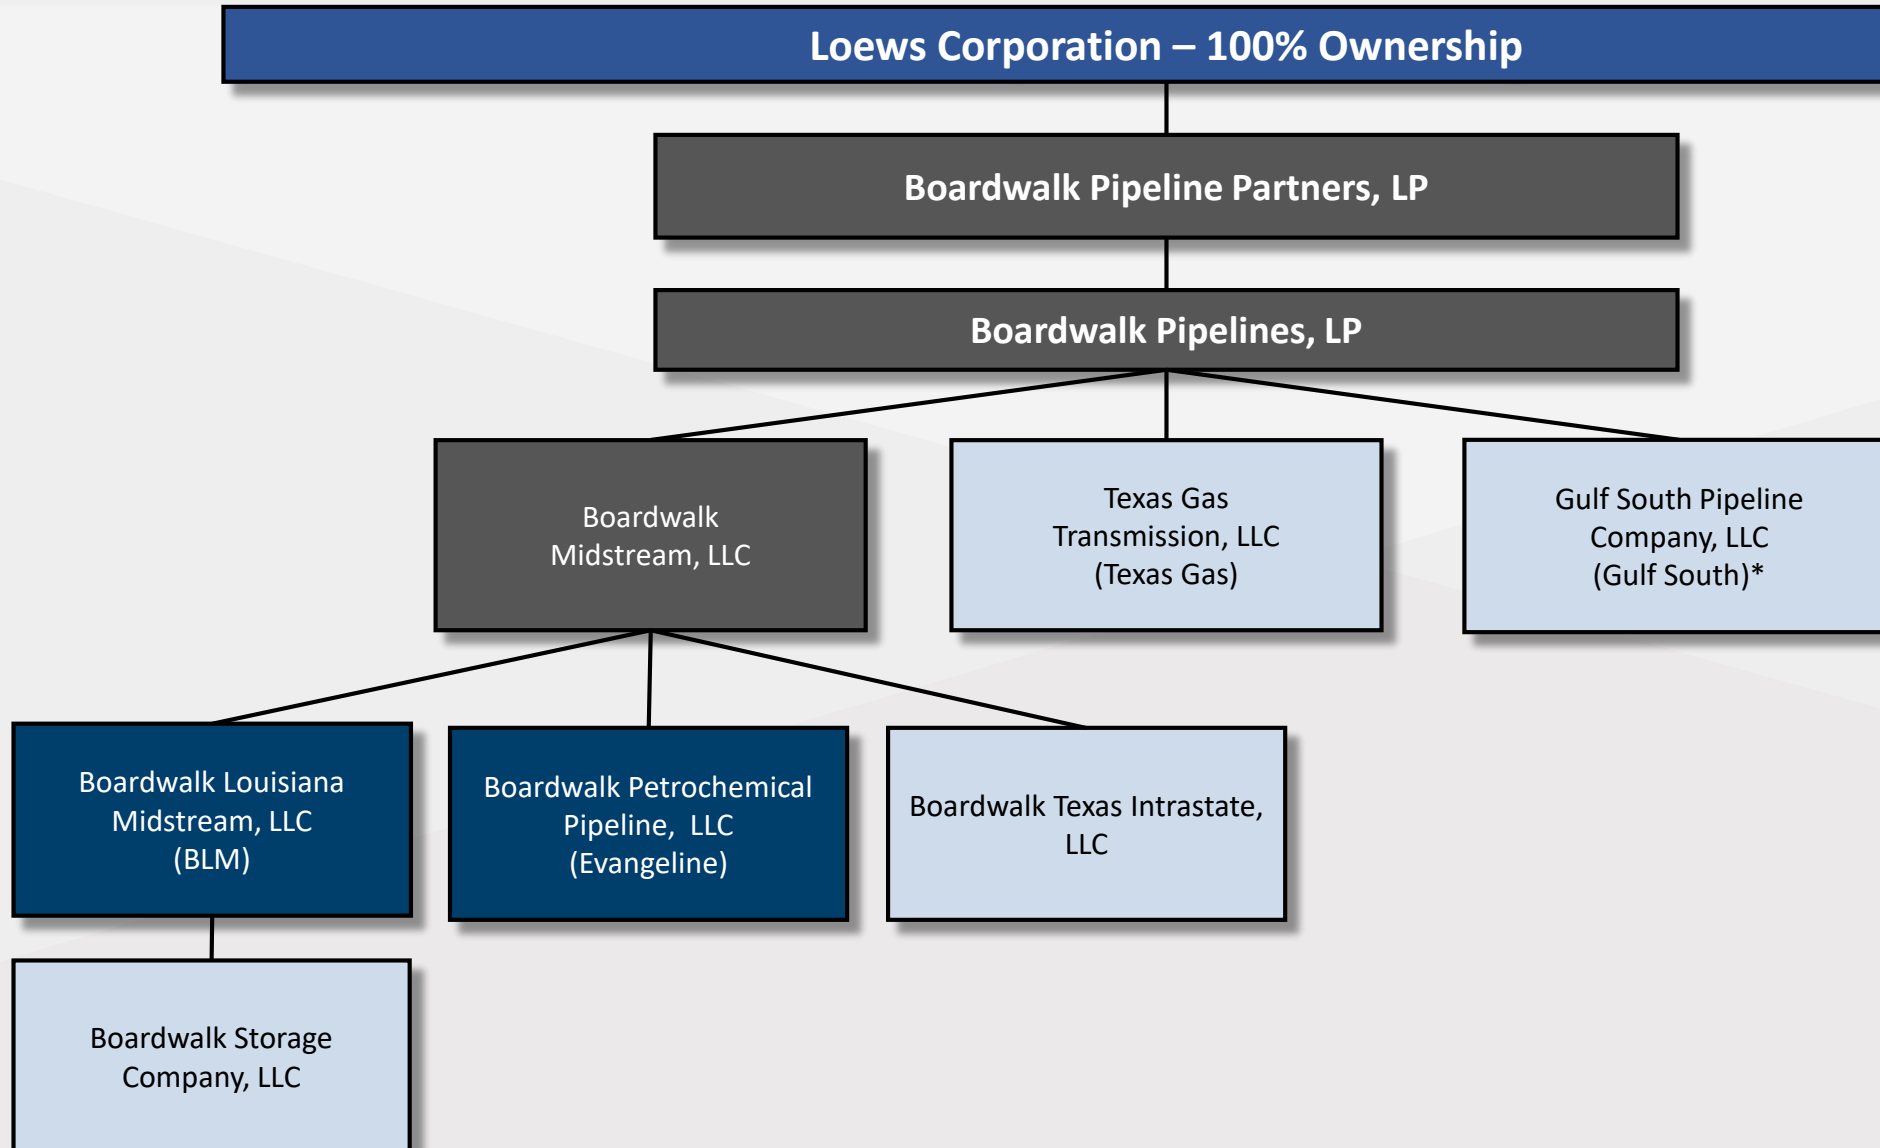 Loews Corporation – 100% Ownership
Boardwalk Pipeline Partners, LP
Boardwalk Pipelines, LP
Boardwalk
Midstream, LLC
Texas Gas
Transmission, LLC
(Texas Gas)
Gulf South Pipeline
Company, LLC
(Gulf South)*
Boardwalk Louisiana
Midstream, LLC
(BLM)
Boardwalk Petrochemical
Pipeline,  LLC
(Evangeline)
Boardwalk Texas Intrastate,
LLC
Boardwalk Storage
Company, LLC